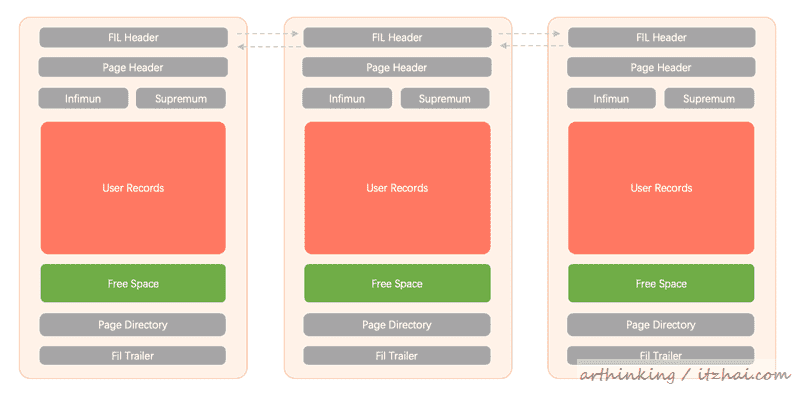 FIL Header FIL Header FIL Header
Page Header Page Header Page Header
Infimun Supremum Infimun Supremum Infimun Supremum
User Records User Records User Records
Free Space Free Space Free Space
Page Directory Page Directory Page Directory
Fil Trailer Fil Trailer Fil Trailer
arthinking / itzhai.com